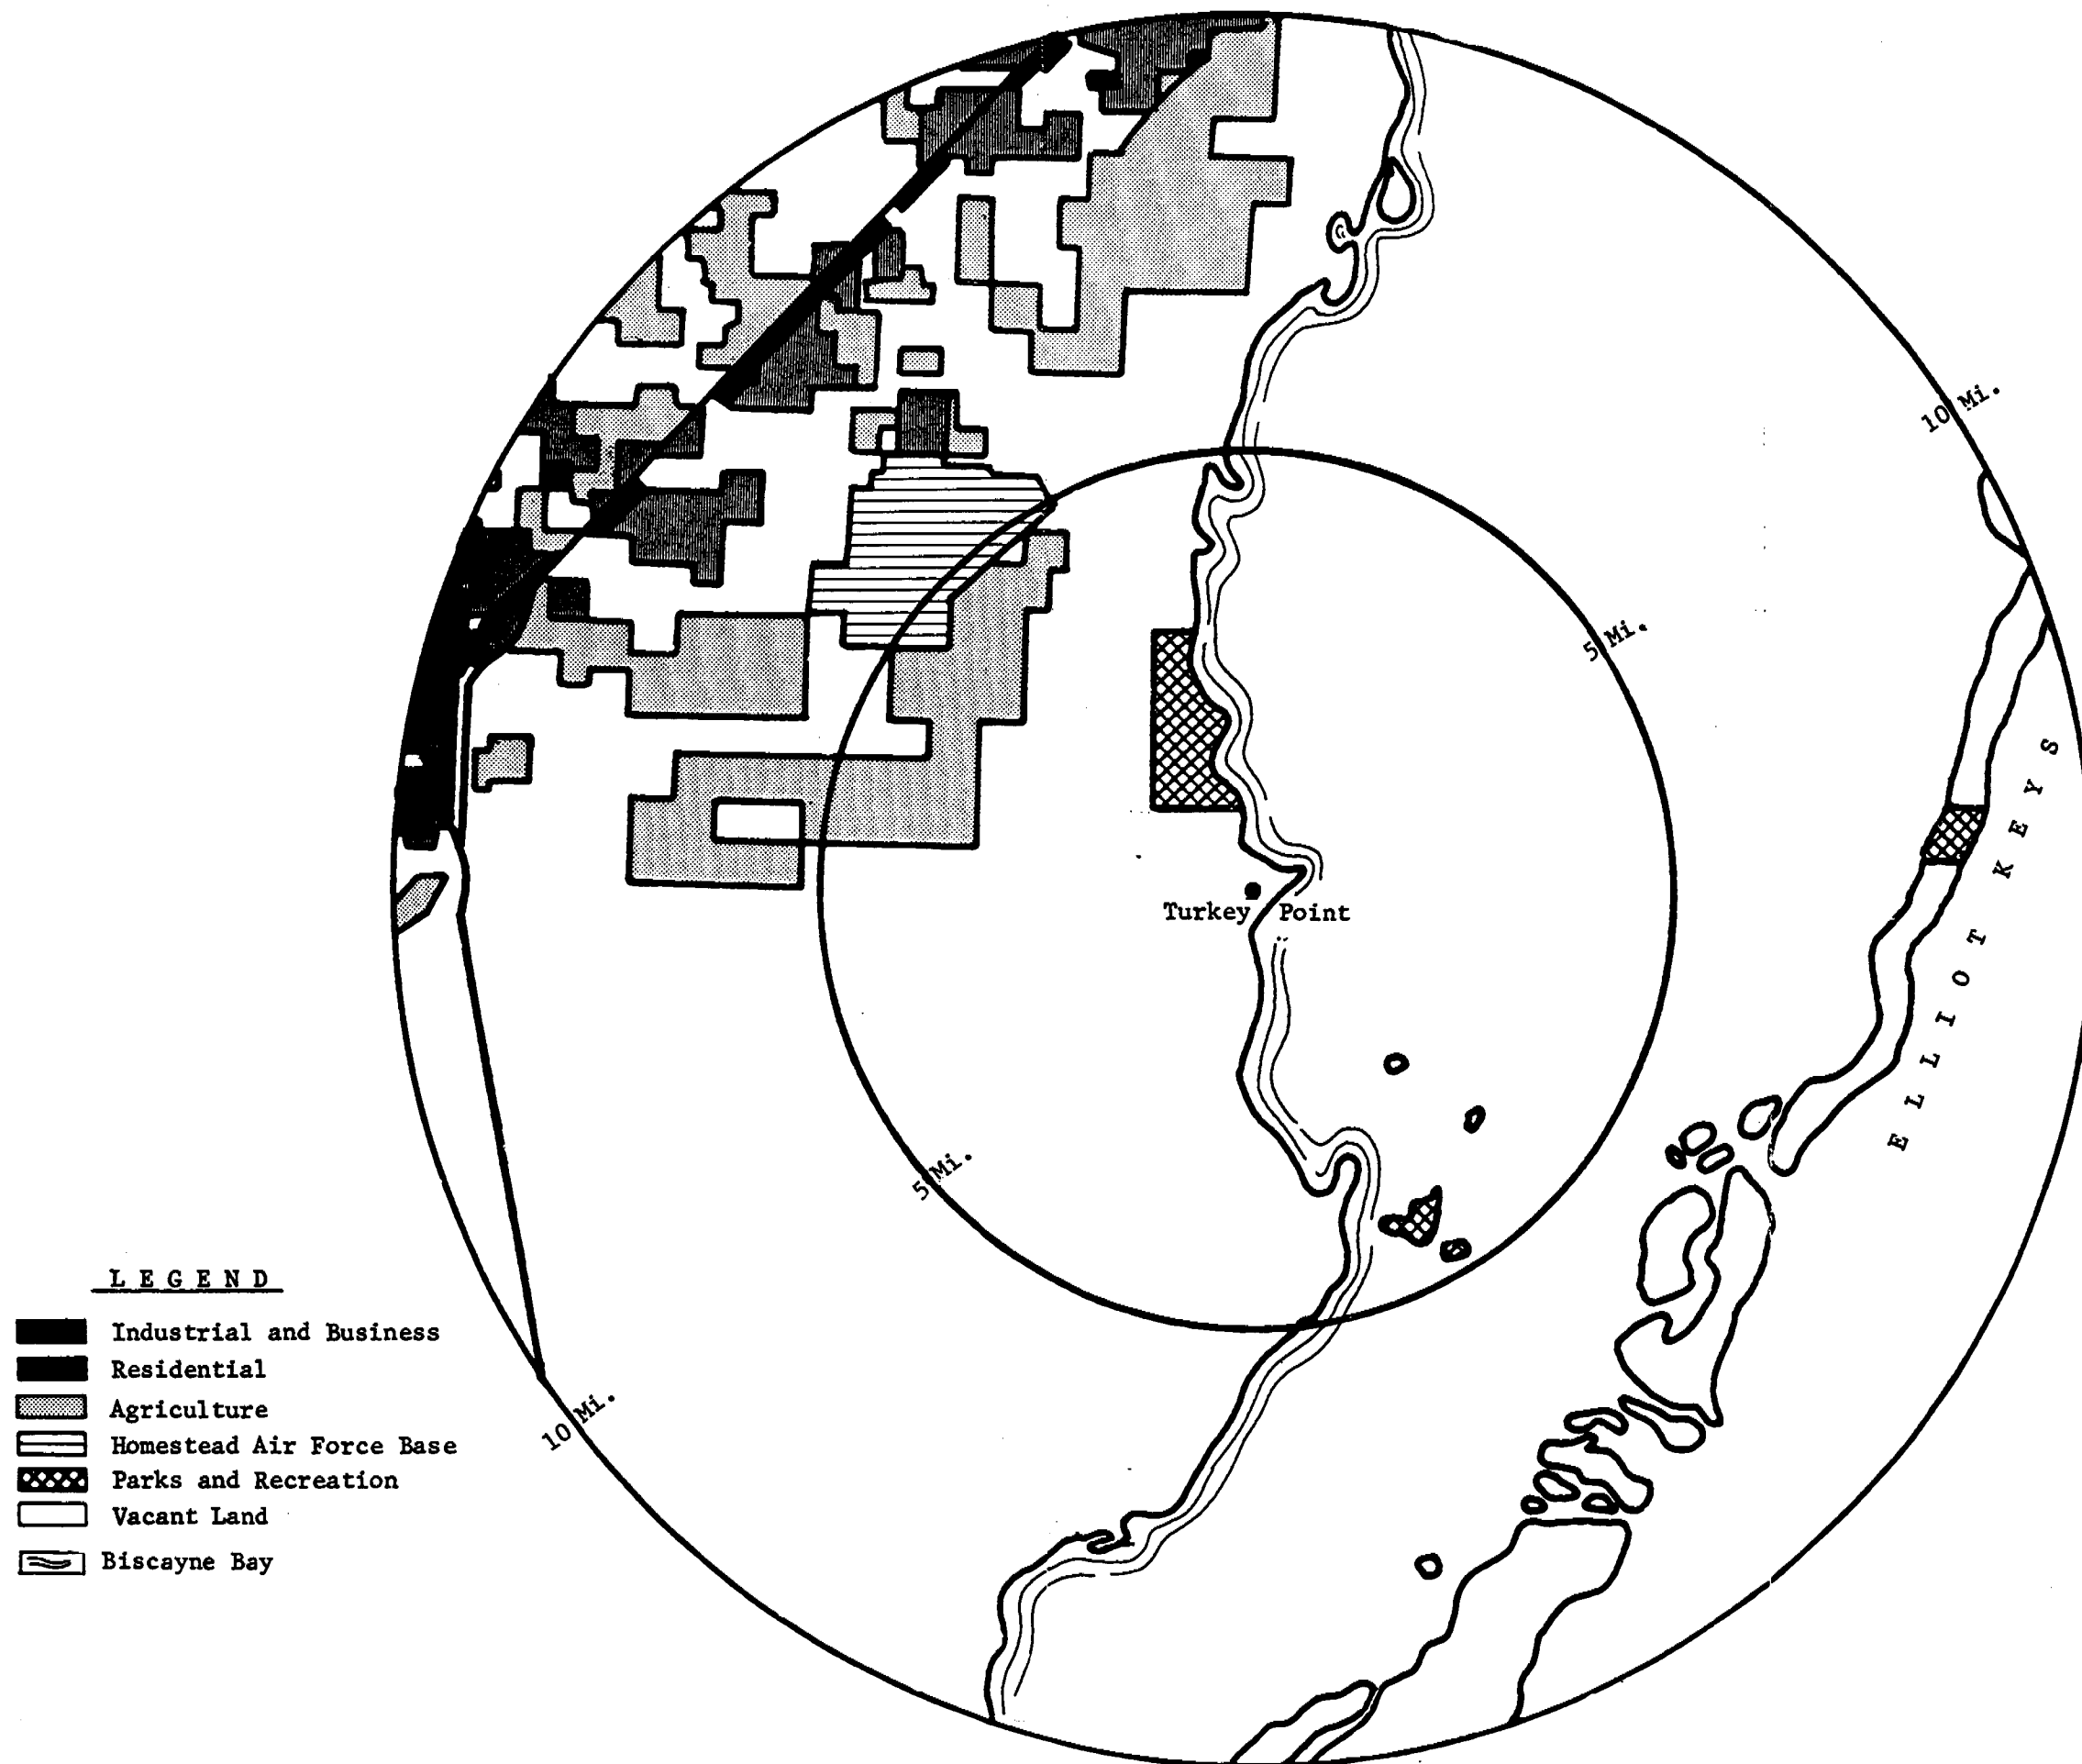 10 Mi.
5 Mi.
ELLIOT KEYS
Turkey Point
5 Mi.
LEGEND
Industrial and Business
Residential
Agriculture
Homestead Air Force Base
Parks and Recreation
Vacant Land
Biscayne Bay
10 Mi.